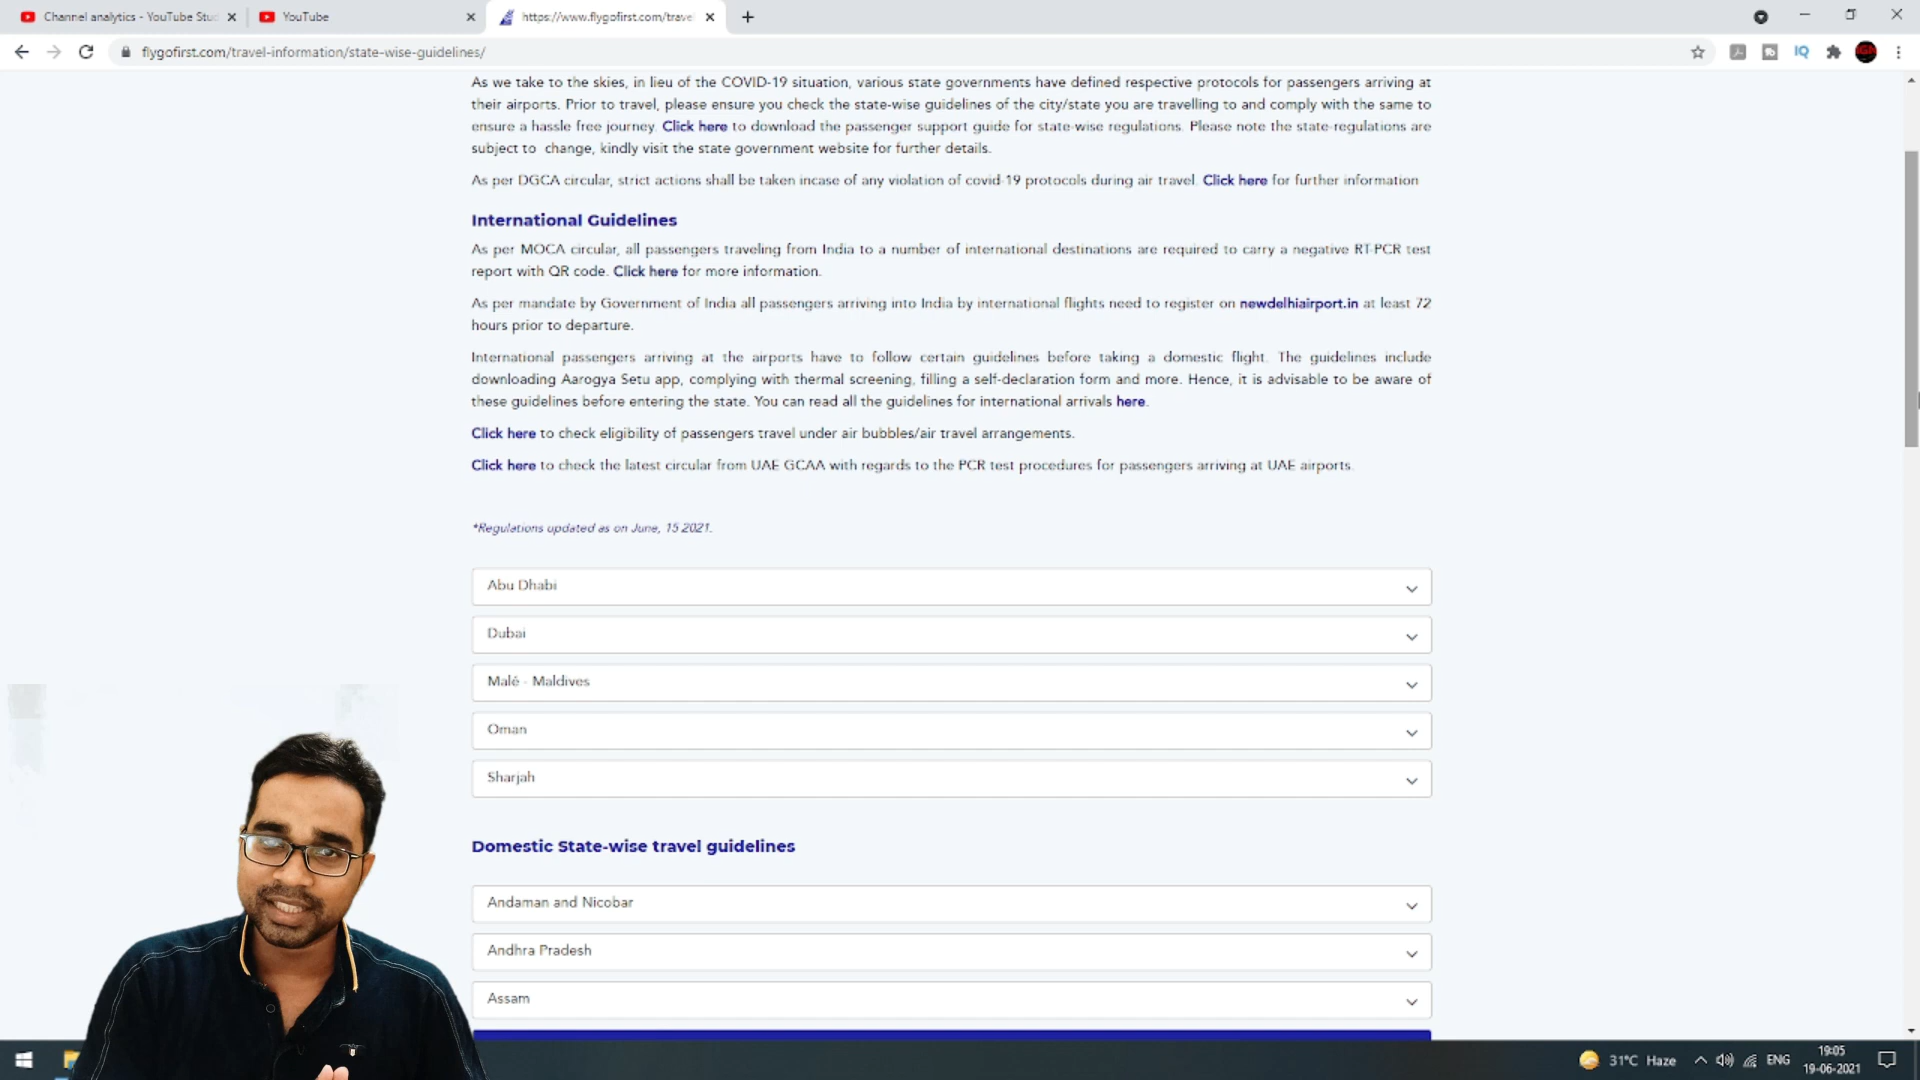 Channel analytics - YouTube Stu
YouTube
https://www.flygofirst.com/trave
flygofirst.com/travel-information/state-wise-guidelines/
As we take to the skies, in lieu of the COVID-19 situation, various state governments have defined respective protocols for passengers arriving at
their airports. Prior to travel, please ensure you check the state-wise guidelines of the city/state you are travelling to and comply with the same to
ensure a hassle free journey. Click here to download the passenger support guide for state-wise regulations. Please note the state-regulations are
subject to change, kindly visit the state government website for further details.
As per DGCA circular, strict actions shall be taken incase of any violation of covid-19 protocols during air travel. Click here for further information
International Guidelines
As per MOCA circular, all passengers traveling from India to a number of international destinations are required to carry a negative RT-PCR test
report with QR code. Click here for more information.
As per mandate by Government of India all passengers arriving into India by international flights need to register on newdelhiairport.in at least 72
hours prior to departure.
International passengers arriving at the airports have to follow certain guidelines before taking a domestic flight. The guidelines include
downloading Aarogya Setu app, complying with thermal screening, filling a self-declaration form and more. Hence, it is advisable to be aware of
these guidelines before entering the state. You can read all the guidelines for international arrivals here.
Click here to check eligibility of passengers travel under air bubbles/air travel arrangements.
Click here to check the latest circular from UAE GCAA with regards to the PCR test procedures for passengers arriving at UAE airports.
*Regulations updated as on June, 15 2021.
Abu Dhabi
Dubai
Malé - Maldives
Oman
Sharjah
Domestic State-wise travel guidelines
Andaman and Nicobar
Andhra Pradesh
Assam
31°C Haze
ENG
19:05
19-06-2021